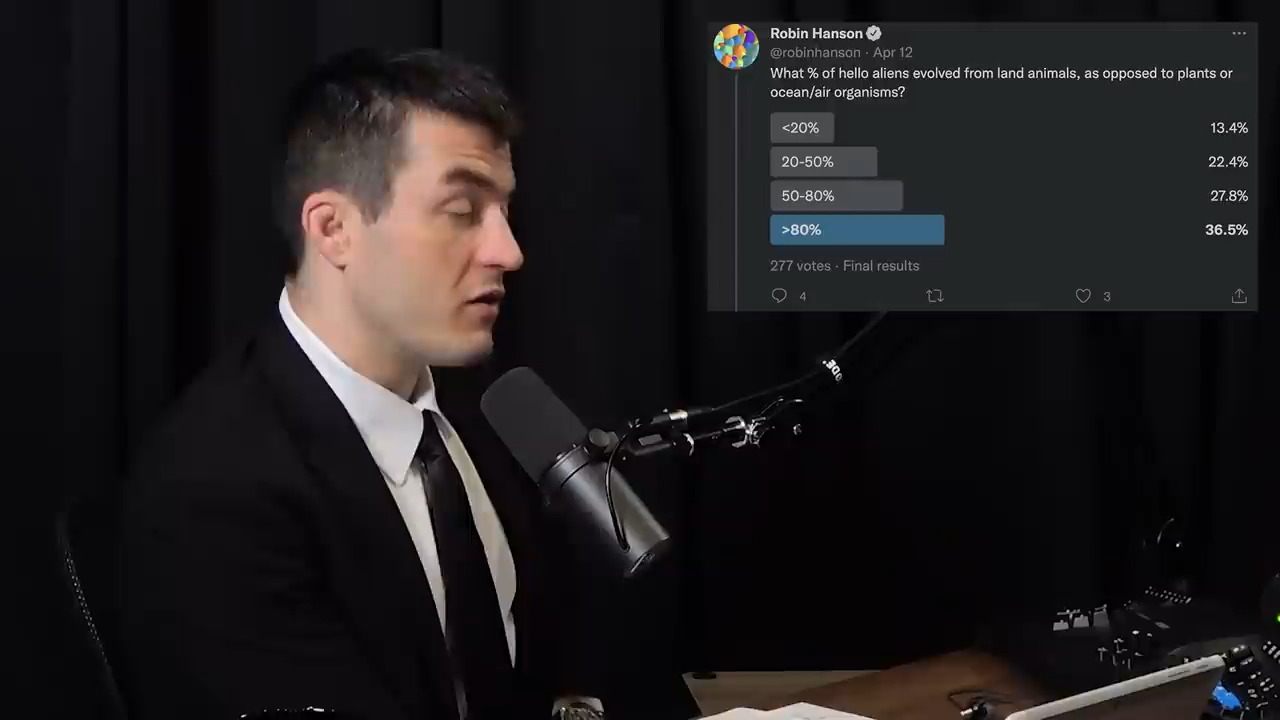 Robin Hanson
@robinhanson · Apr 12
What % of hello aliens evolved from land animals, as opposed to plants or
ocean/air organisms?
<20% 13.4%
20-50% 22.4%
50-80% 27.8%
>80% 36.5%
277 votes · Final results
4 3